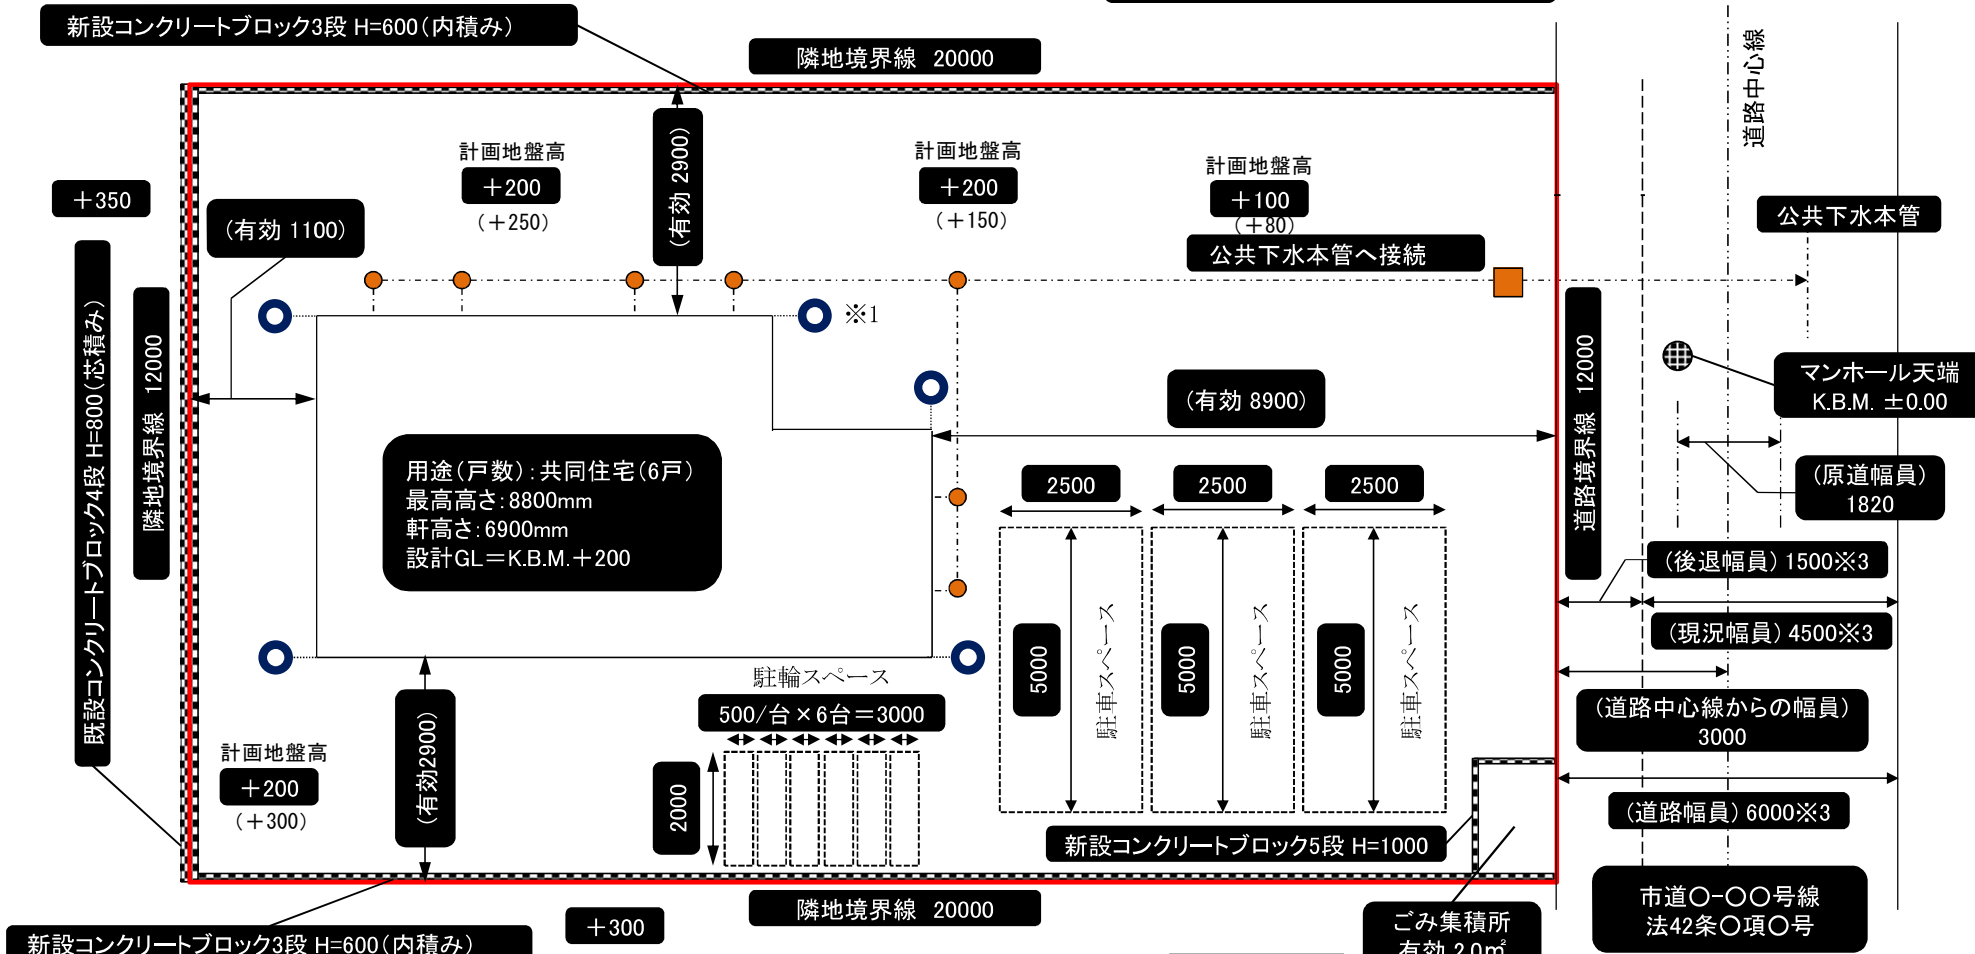 新設コンクリートブロック3段 H=600(内積み)
隣地境界線 20000
道路中心線
計画地盤高
+200
(+250)
(有効 2900)
計画地盤高
+200
(+150)
計画地盤高
+100
(+80)
+350
(有効 1100)
公共下水本管
公共下水本管へ接続
※1
既設コンクリートブロック4段 H=800(芯積み)
隣地境界線 12000
道路境界線 12000
マンホール天端
K.B.M. ±0.00
(有効 8900)
用途(戸数):共同住宅(6戸)
最高高さ:8800mm
軒高さ:6900mm
設計GL=K.B.M.+200
2500
2500
2500
(原道幅員)
1820
(後退幅員) 1500※3
(現況幅員) 4500※3
5000
駐車スペース
5000
駐車スペース
5000
駐車スペース
駐輪スペース
500/台×6台=3000
(道路中心線からの幅員)
3000
計画地盤高
+200
(+300)
(有効2900)
2000
(道路幅員) 6000※3
新設コンクリートブロック5段 H=1000
隣地境界線 20000
市道〇-〇〇号線
法42条〇項〇号
+300
ごみ集積所
有効 2.0㎡
新設コンクリートブロック3段 H=600(内積み)